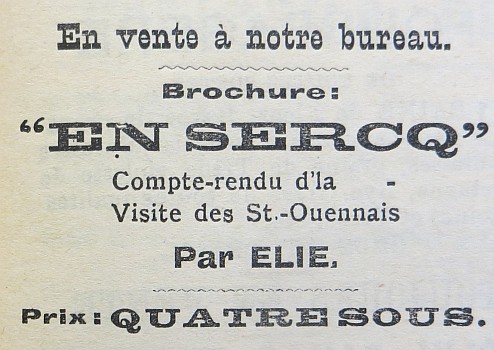 En vente à notre bureau.
Brochure:
“EN SERCQ”
Compte-rendu d'la -
Visite des St.-Ouennais
Par ELIE.
Prix: QUATRE SOUS.